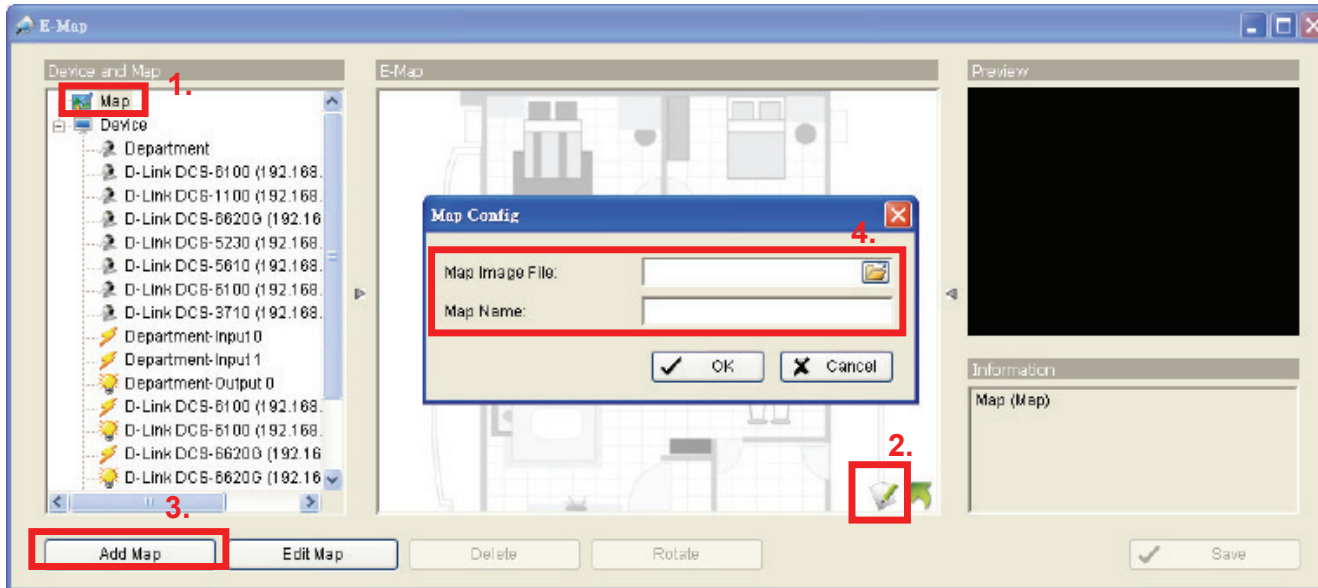 E-Map
Device and Map
1.
Map
Device
Department
D-Link DCS-6100 (192.168.
D-Link DCS-1100 (192.168.
D-Link DCS-6620G (192.16
D-Link DCS-5230 (192.168.
D-Link DCS-5610 (192.168.
D-Link DCS-6100 (192.168.
D-Link DCS-3710 (192.168.
Department-Input 0
Department-Input 1
Department-Output 0
D-Link DCS-6100 (192.168.
D-Link DCS-6100 (192.168.
D-Link DCS-6620G (192.16
D-Link DCS-6620G (192.16
E-Map
Map Config
4.
Map Image File:
Map Name:
OK
Cancel
2.
Preview
Information
Map (Map)
3.
Add Map
Edit Map
Delete
Rotate
Save